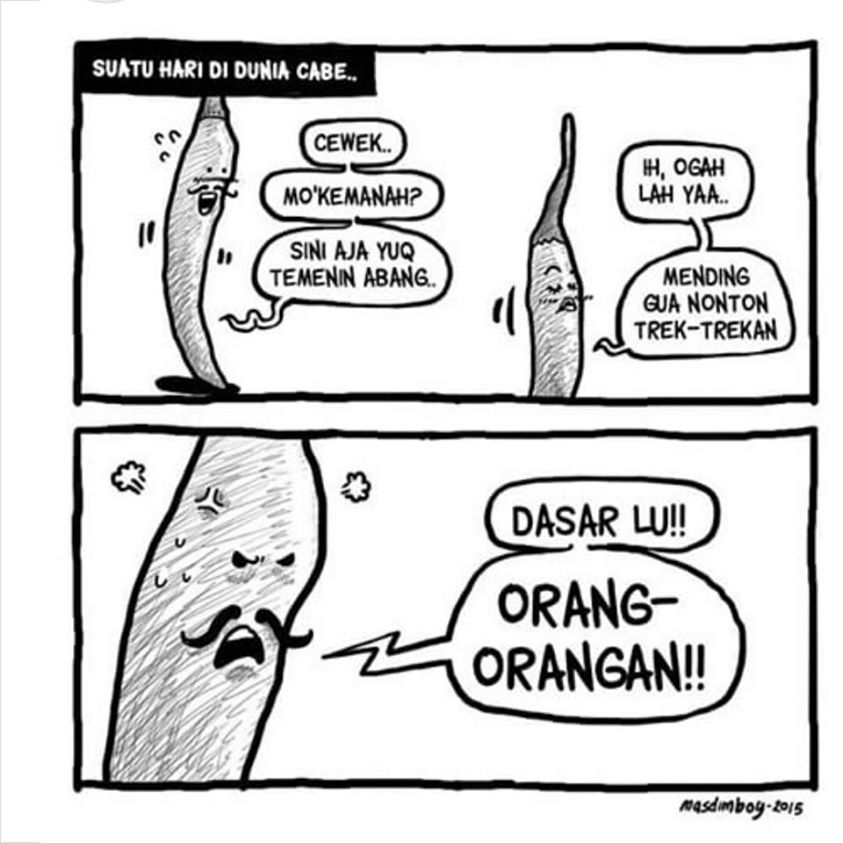 SUATU HARI DI DUNIA CABE..
CEWEK..
MO'KEMANAH?
SINI AJA YUQ
TEMENIN ABANG..
IH, OGAH
LAH YAA..
MENDING
GUA NONTON
TREK-TREKAN
DASAR LU!!
ORANG-
ORANGAN!!
masdimboy-2015